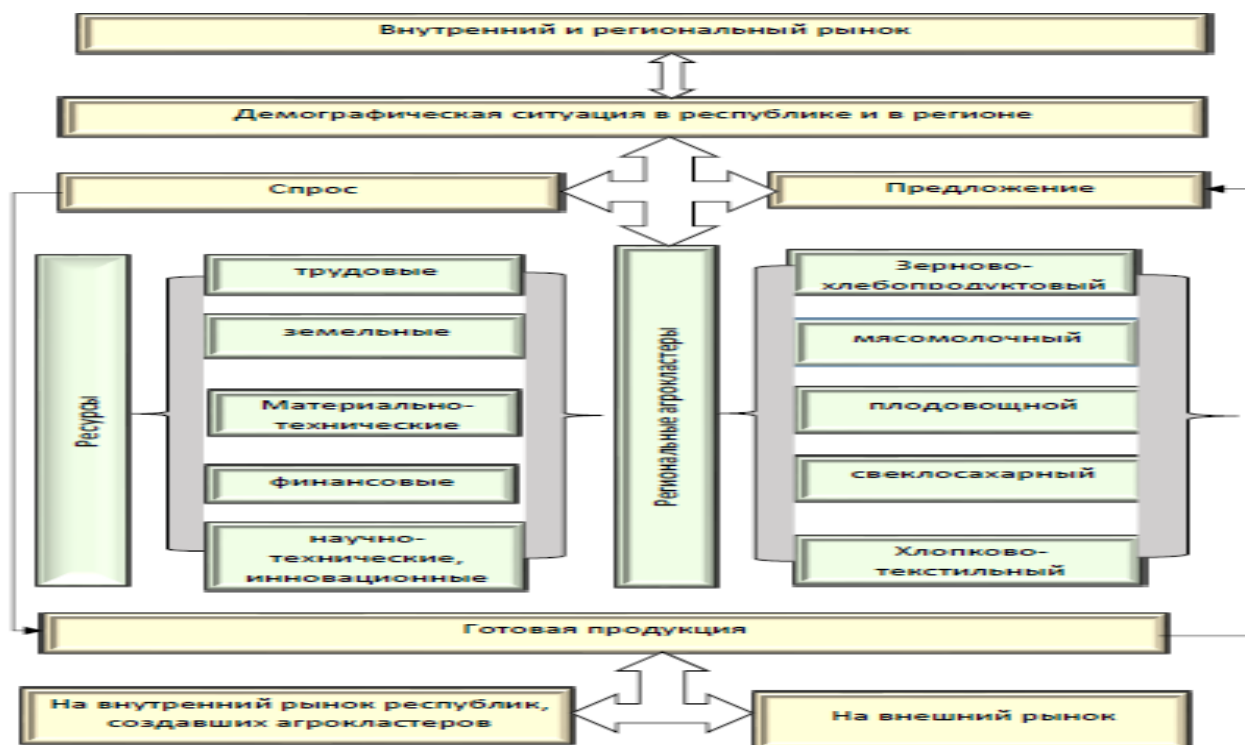 Внутренний и региональный рынок
Демографическая ситуация в республике и в регионе
Спрос
Предложение
Ресурсы
трудовые
земельные
Материально-
технические
финансовые
научно-
технические,
инновационные
Региональные агрокластеры
Зерново-
хлебопродуктовый
мясомолочный
плодовощной
свеклосахарный
Хлопково-
текстильный
Готовая продукция
На внутренний рынок республик,
создавших агрокластеров
На внешний рынок